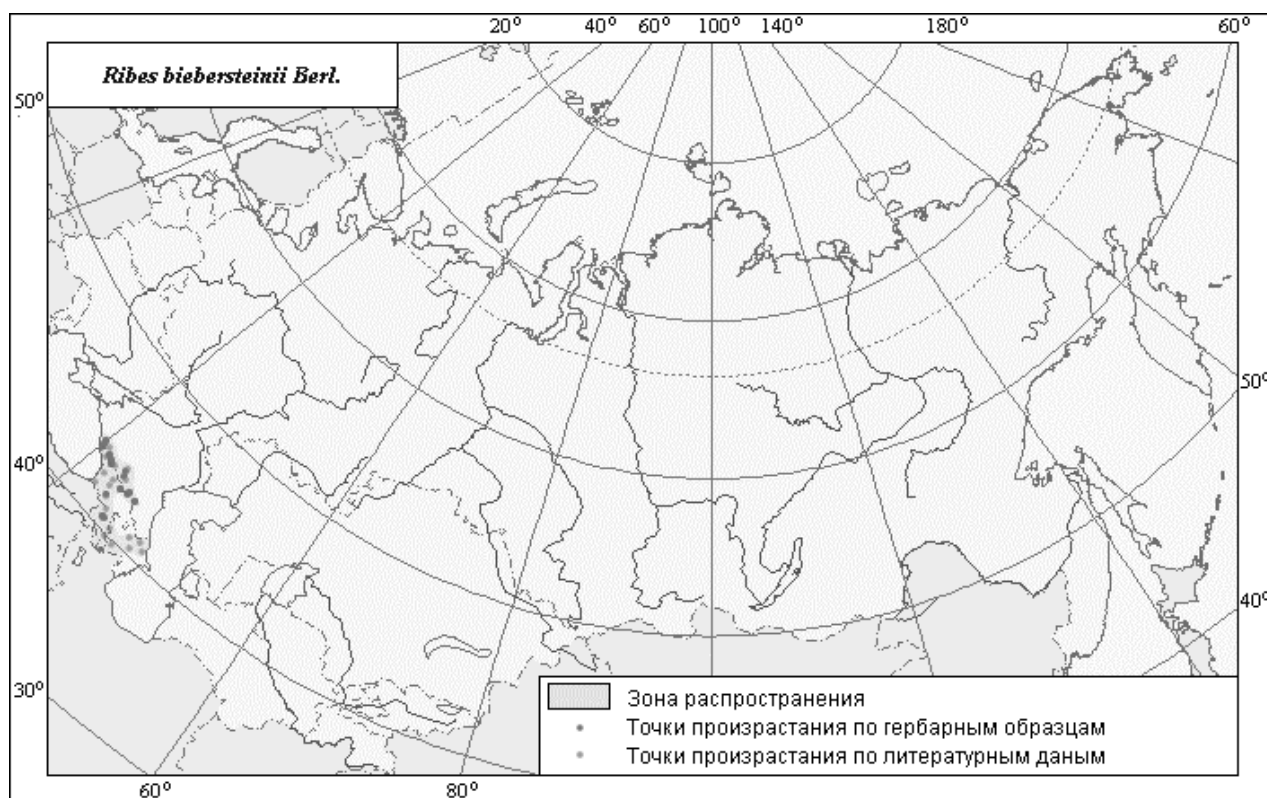 20° 40° 60° 100° 140° 180° 60°
Ribes biebersteinii Berl.
50°
50°
40°
40°
30°
Зона распространения
Точки произрастания по гербарным образцам
Точки произрастания по литературным даным
60° 80°